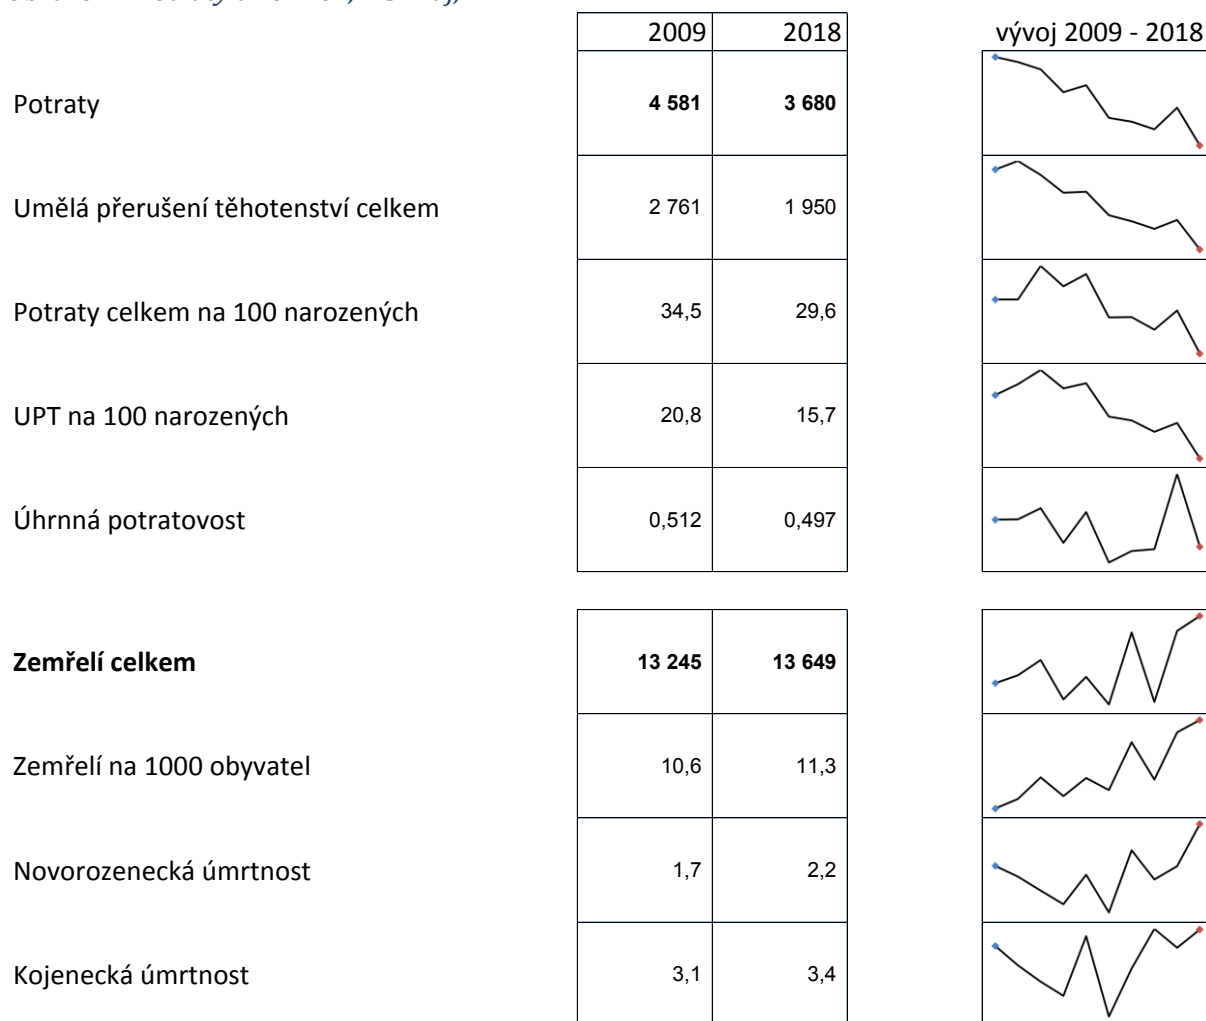 2009 2018 vývoj 2009 - 2018
Potraty 4 581 3 680
Umělá přerušení těhotenství celkem 2 761 1 950
Potraty celkem na 100 narozených 34,5 29,6
UPT na 100 narozených 20,8 15,7
Úhrnná potratovost 0,512 0,497
Zemřelí celkem 13 245 13 649
Zemřelí na 1000 obyvatel 10,6 11,3
Novorozenecká úmrtnost 1,7 2,2
Kojenecká úmrtnost 3,1 3,4